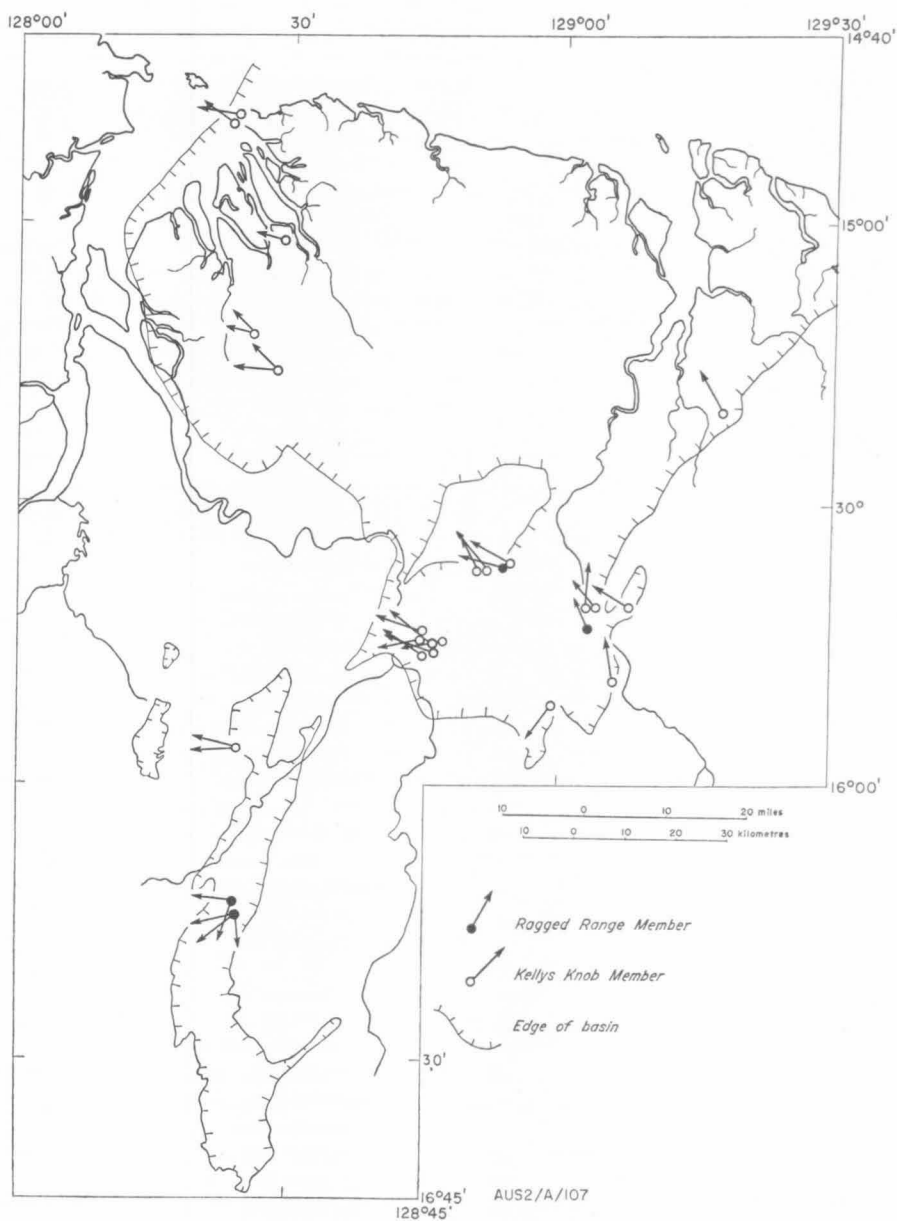 128°00' 30' 129°00' 129°30'
14°40'
15°00'
30°
16°00'
10 0 10 20 miles
10 0 10 20 30 kilometres
Ragged Range Member
Kellys Knob Member
Edge of basin
30'
16°45'
128°45'
AUS2/A/107